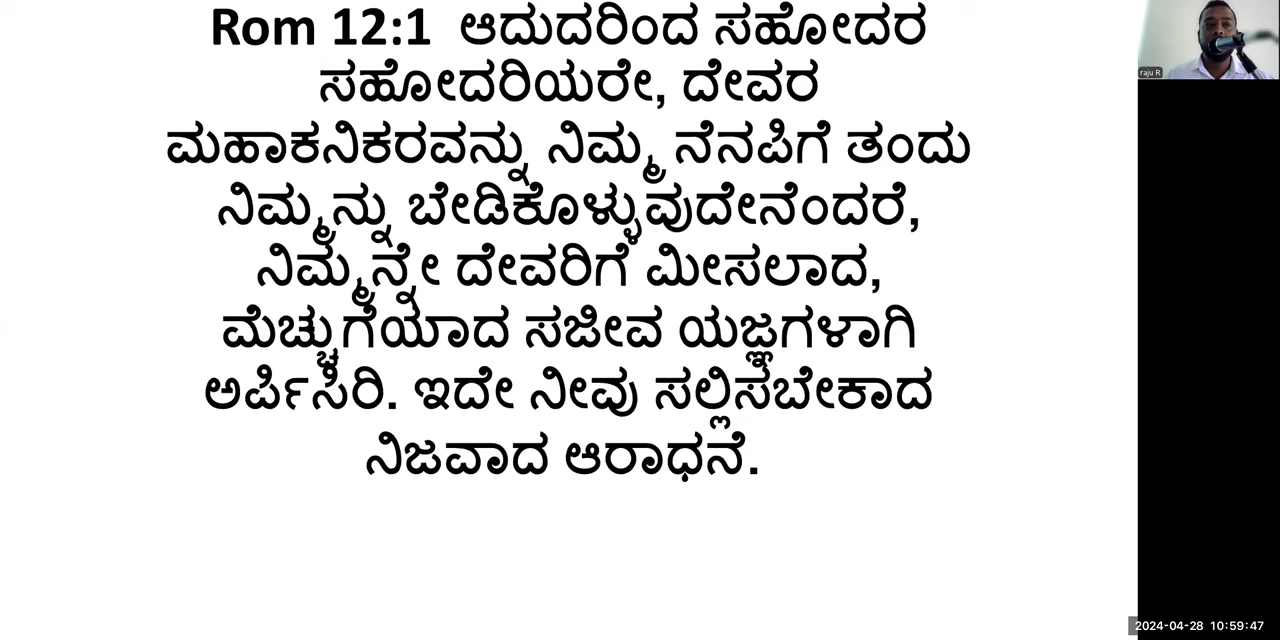 Rom 12:1 ಆದುದರಿಂದ ಸಹೋದರ
ಸಹೋದರಿಯರೇ, ದೇವರ
ಮಹಾಕನಿಕರವನ್ನು ನಿಮ್ಮ ನೆನಪಿಗೆ ತಂದು
ನಿಮ್ಮನ್ನು ಬೇಡಿಕೊಳ್ಳುವುದೇನೆಂದರೆ,
ನಿಮ್ಮನ್ನೇ ದೇವರಿಗೆ ಮೀಸಲಾದ,
ಮೆಚ್ಚುಗೆಯಾದ ಸಜೀವ ಯಜ್ಞಗಳಾಗಿ
ಅರ್ಪಿಸಿರಿ. ಇದೇ ನೀವು ಸಲ್ಲಿಸಬೇಕಾದ
ನಿಜವಾದ ಆರಾಧನೆ.
raju R
2024-04-28 10:59:47